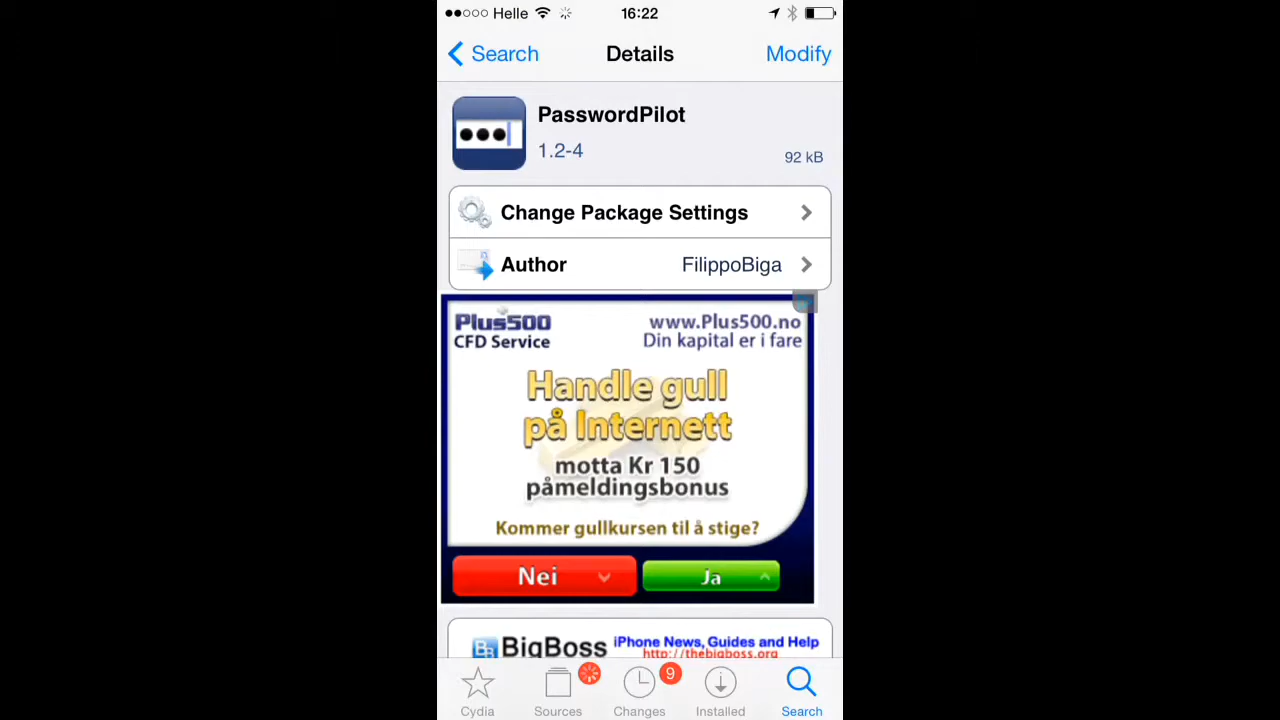 Helle 16:22
Search Details Modify
PasswordPilot
1.2-4 92 kB
Change Package Settings
Author FilippoBiga
Plus500 www.Plus500.no
CFD Service Din kapital er i fare
Handle gull
på Internett
motta Kr 150
påmeldingsbonus
Kommer gullkursen til å stige?
Nei Ja
BigBoss iPhone News, Guides and Help
http://thebigboss.org
9
Cydia Sources Changes Installed Search